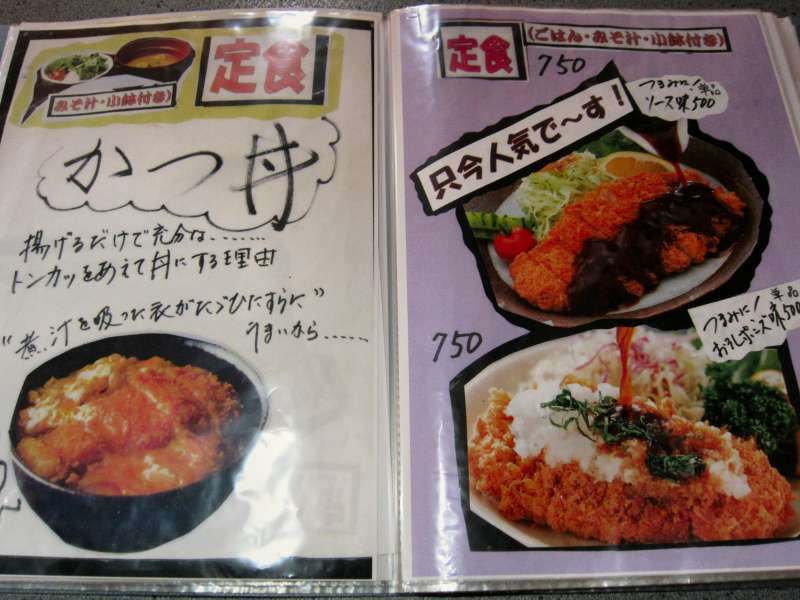 定食
みそ汁・小鉢付き)
かつ丼
揚げるだけで充分な......
トンカツをあえて丼にする理由
"煮汁を吸った衣がたゞひたすらに"
うまいから......
定食
(ごはん・みそ汁・小鉢付き)
750
つまみに!単品
ソース味500
只今人気で〜す!
750
つまみに!単品
おろしポンズ味500